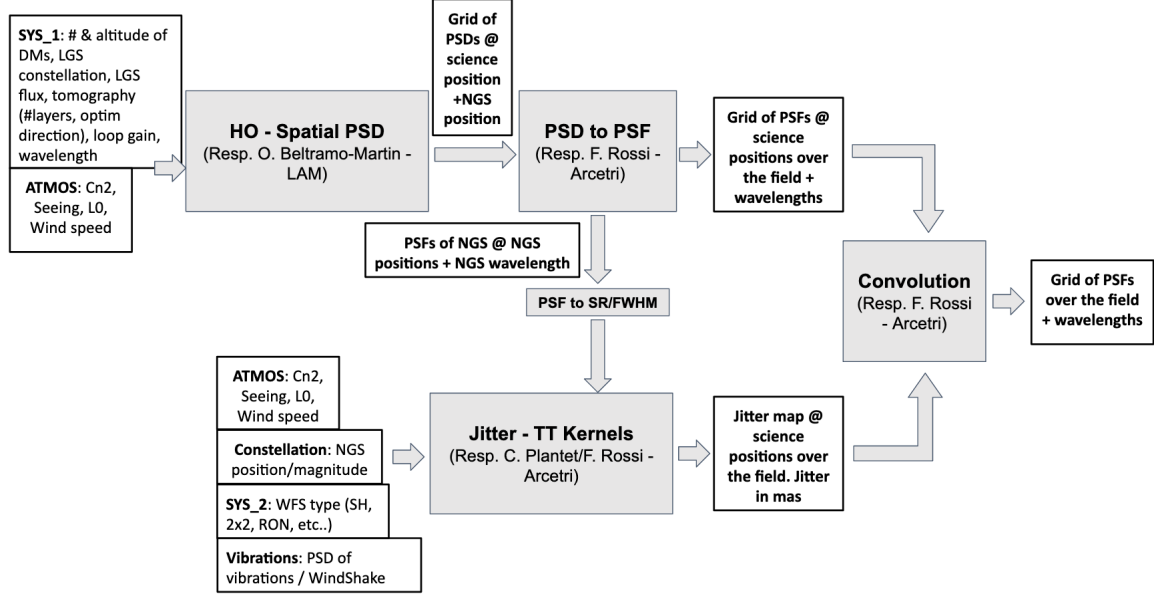 SYS_1: # & altitude of
DMs, LGS
constellation, LGS
flux, tomography
(#layers, optim
direction), loop gain,
wavelength
ATMOS: Cn2,
Seeing, L0,
Wind speed
HO - Spatial PSD
(Resp. O. Beltramo-Martin -
LAM)
Grid of
PSDs @
science
position
+NGS
position
PSD to PSF
(Resp. F. Rossi -
Arcetri)
Grid of PSFs @
science
positions over
the field +
wavelengths
PSFs of NGS @ NGS
positions + NGS wavelength
PSF to SR/FWHM
Convolution
(Resp. F. Rossi
- Arcetri)
Grid of PSFs
over the field
+ wavelengths
ATMOS: Cn2,
Seeing, L0,
Wind speed
Constellation: NGS
position/magnitude
SYS_2: WFS type (SH,
2x2, RON, etc..)
Vibrations: PSD of
vibrations / WindShake
Jitter - TT Kernels
(Resp. C. Plantet/F. Rossi -
Arcetri)
Jitter map @
science
positions over
the field. Jitter
in mas